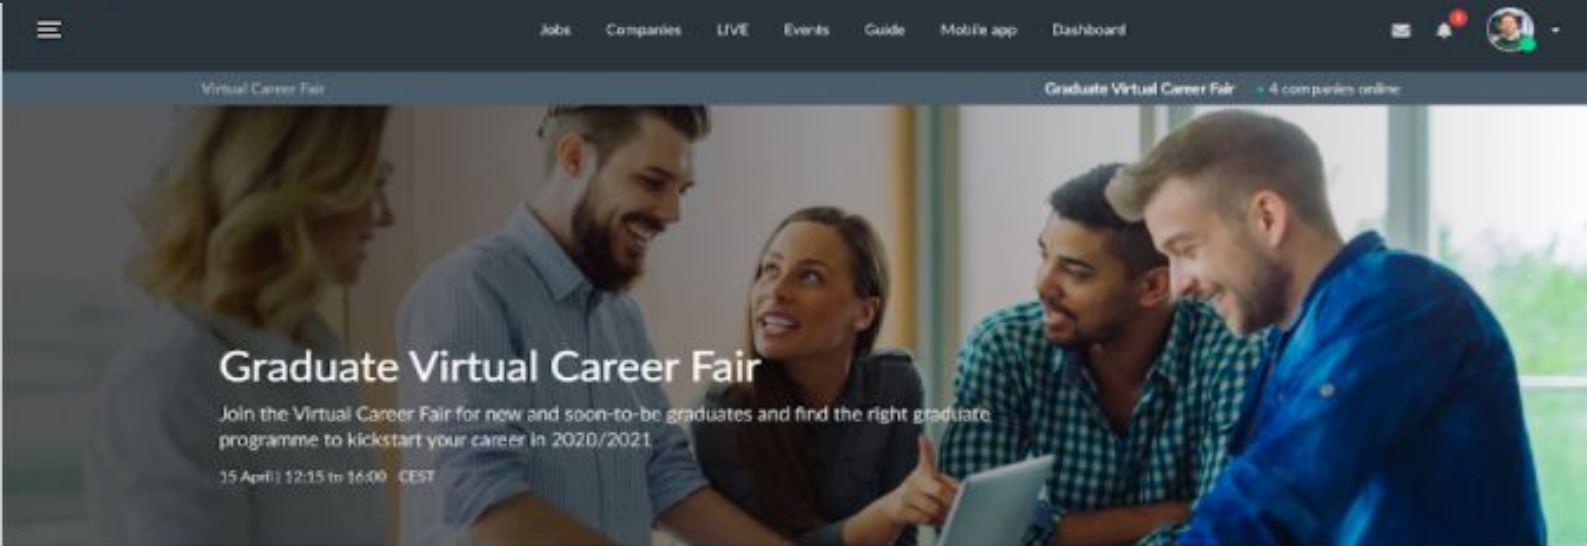 Jobs Companies LIVE Events Guide Mobile app Dashboard
Virtual Career Fair
Graduate Virtual Career Fair 4 companies online
Graduate Virtual Career Fair
Join the Virtual Career Fair for new and soon-to-be graduates and find the right graduate
programme to kickstart your career in 2020/2021
15 April | 12:15 to 16:00 CEST